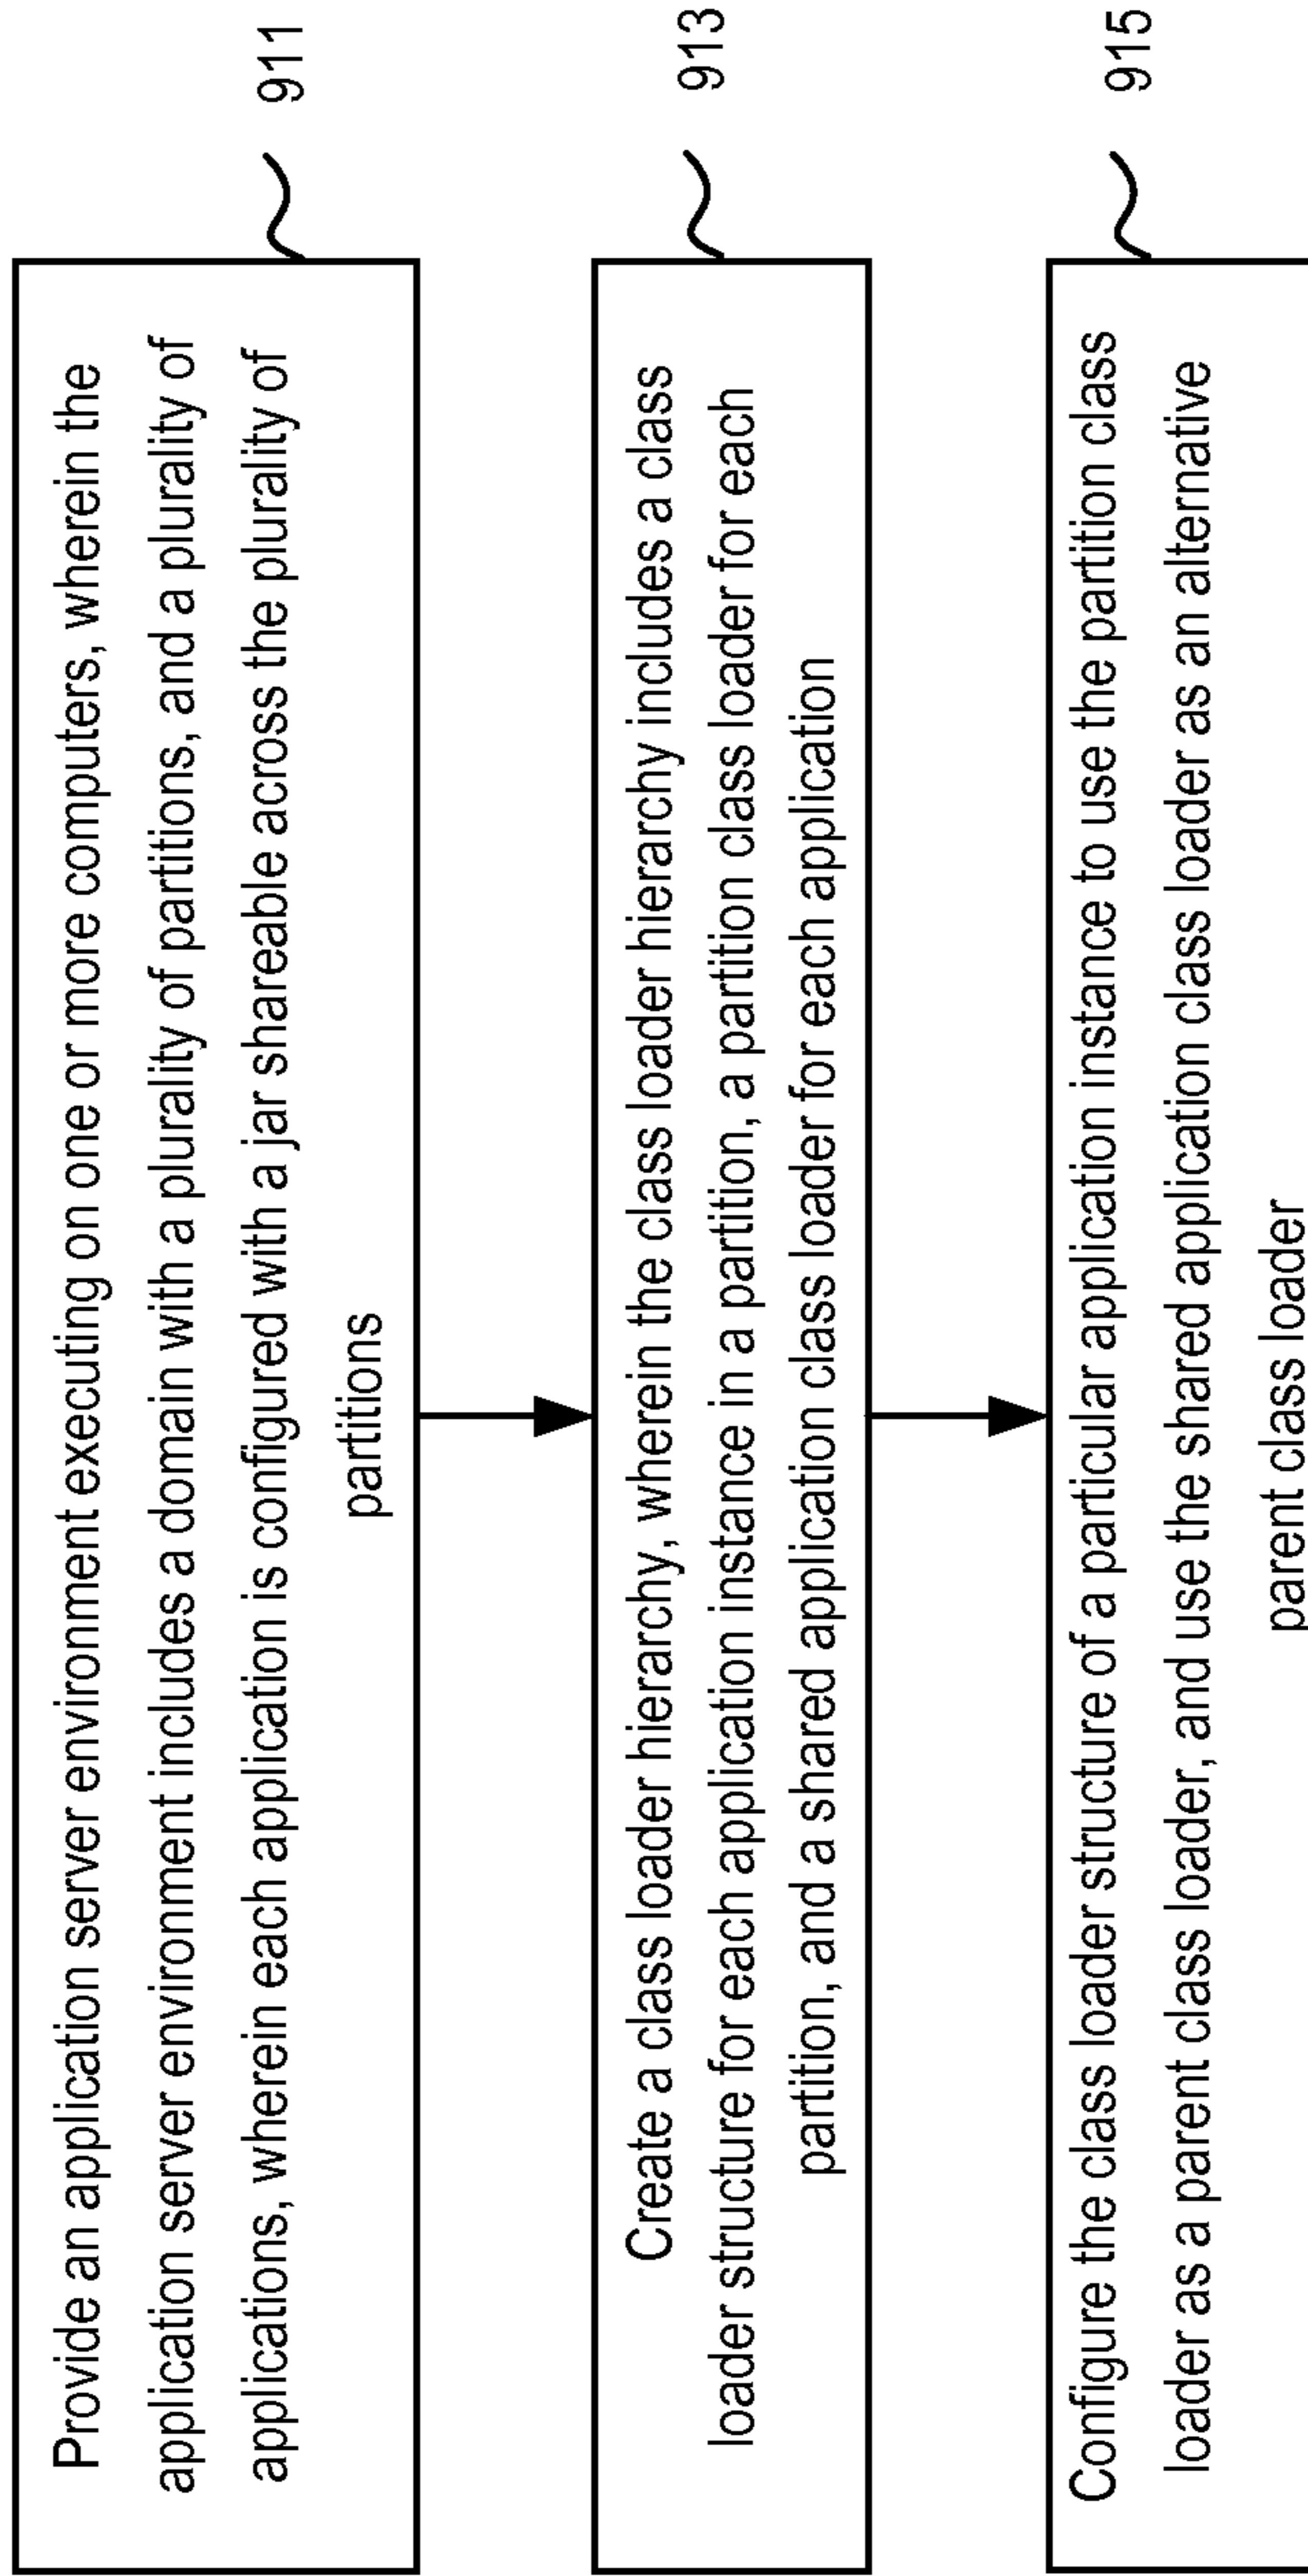 Provide an application server environment executing on one or more computers, wherein the
application server environment includes a domain with a plurality of partitions, and a plurality of
applications, wherein each application is configured with a jar shareable across the plurality of
partitions
911
Create a class loader hierarchy, wherein the class loader hierarchy includes a class
loader structure for each application instance in a partition, a partition class loader for each
partition, and a shared application class loader for each application
913
Configure the class loader structure of a particular application instance to use the partition class
loader as a parent class loader, and use the shared application class loader as an alternative
parent class loader
915